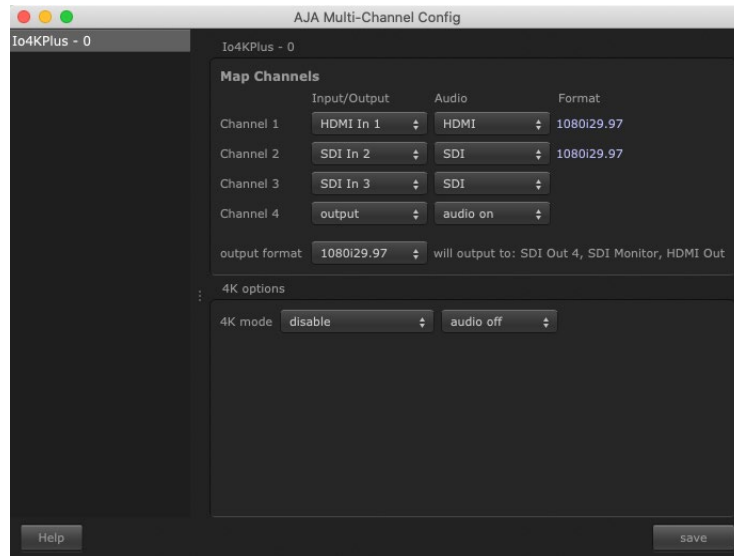 AJA Multi-Channel Config
Io4KPlus - 0
Io4KPlus - 0
Map Channels
Input/Output Audio Format
Channel 1 HDMI In 1 HDMI 1080i29.97
Channel 2 SDI In 2 SDI 1080i29.97
Channel 3 SDI In 3 SDI
Channel 4 output audio on
output format 1080i29.97 will output to: SDI Out 4, SDI Monitor, HDMI Out
4K options
4K mode disable audio off
Help save